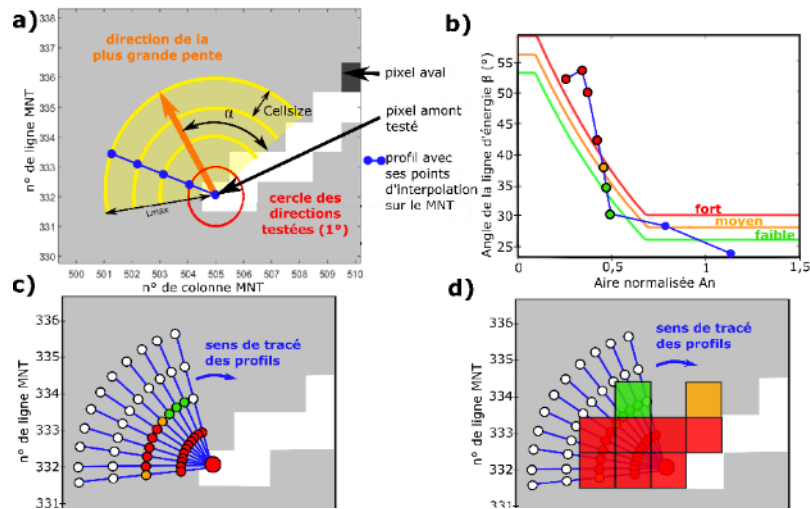 a)
338
337
336
335
334
333
332
331
330
n° de ligne MNT
direction de la
plus grande pente
α
Cellsize
Lmax
cercle des
directions
testées (1°)
500 501 502 503 504 505 506 507 508 509 510
n° de colonne MNT
pixel aval
pixel amont
testé
profil avec
ses points
d'interpolation
sur le MNT
b)
Angle de la ligne d'énergie β (°)
55
50
45
40
35
30
25
fort
moyen
faible
0 0,5 1 1,5
Aire normalisée An
c)
336
335
334
333
332
331
n° de ligne MNT
sens de tracé
des profils
d)
336
335
334
333
332
331
n° de ligne MNT
sens de tracé
des profils